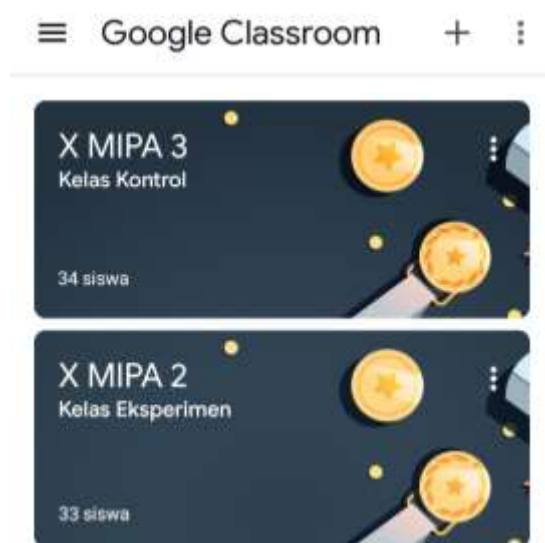 Google Classroom
X MIPA 3
Kelas Kontrol
34 siswa
X MIPA 2
Kelas Eksperimen
33 siswa